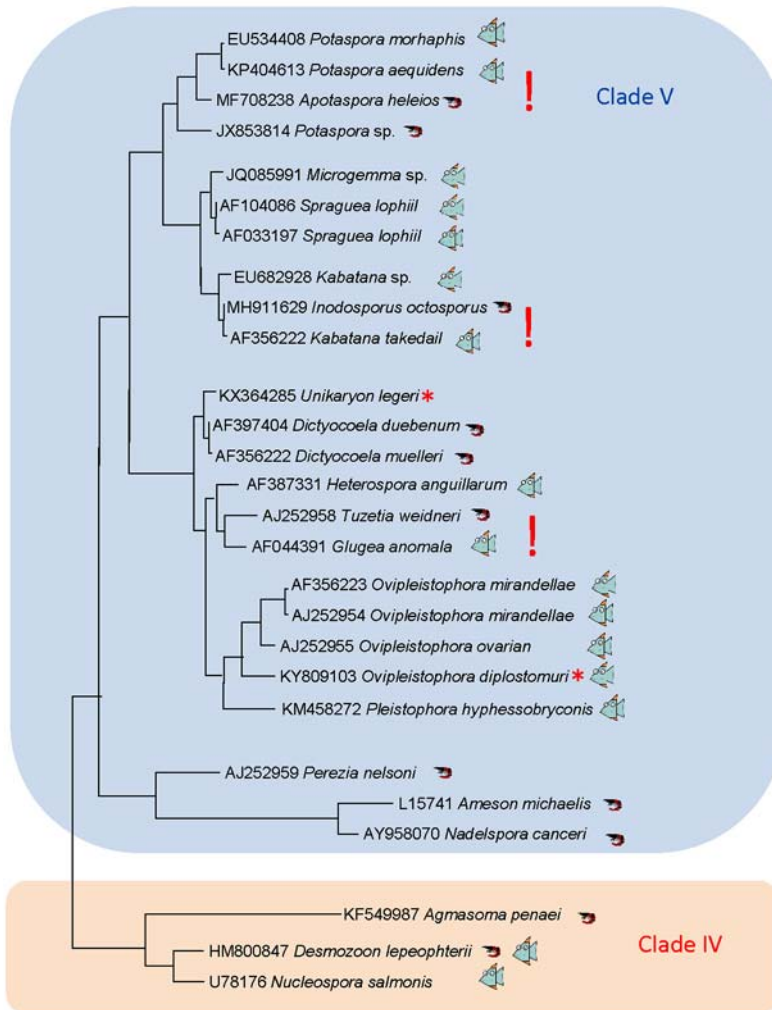 EU534408 Potaspora morhaphis
KP404613 Potaspora aequidens
MF708238 Apotaspora heleios
!
Clade V
JX853814 Potaspora sp.
JQ085991 Microgemma sp.
AF104086 Spraguea lophiil
AF033197 Spraguea lophiil
EU682928 Kabatana sp.
MH911629 Inodosporus octosporus
!
AF356222 Kabatana takedail
KX364285 Unikaryon legeri *
AF397404 Dictyocoela duebenum
AF356222 Dictyocoela muelleri
AF387331 Heterospora anguillarum
AJ252958 Tuzetia weidneri
!
AF044391 Glugea anomala
AF356223 Ovipleistophora mirandellae
AJ252954 Ovipleistophora mirandellae
AJ252955 Ovipleistophora ovarian
KY809103 Ovipleistophora diplostomuri *
KM458272 Pleistophora hyphessobryconis
AJ252959 Perezia nelsoni
L15741 Ameson michaelis
AY958070 Nadelspora canceri
KF549987 Agmasoma penaei
Clade IV
HM800847 Desmozoon lepeophterii
U78176 Nucleospora salmonis